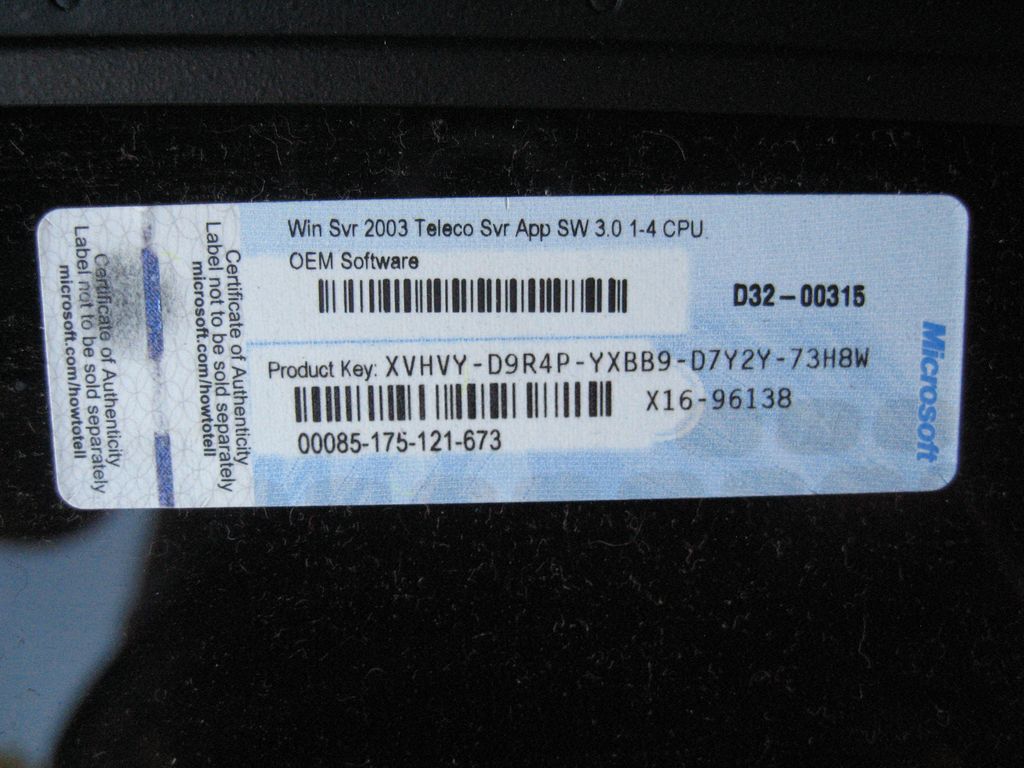 Certificate of Authenticity
Label not to be sold separately
microsoft.com/howtotell
Certificate of Authenticity
Label not to be sold separately
microsoft.com/howtotell
Win Svr 2003 Teleco Svr App SW 3.0 1-4 CPU
OEM Software
D32-00315
Product Key: XVHVY-D9R4P-YXBB9-D7Y2Y-73H8W
X16-96138
00085-175-121-673
Microsoft